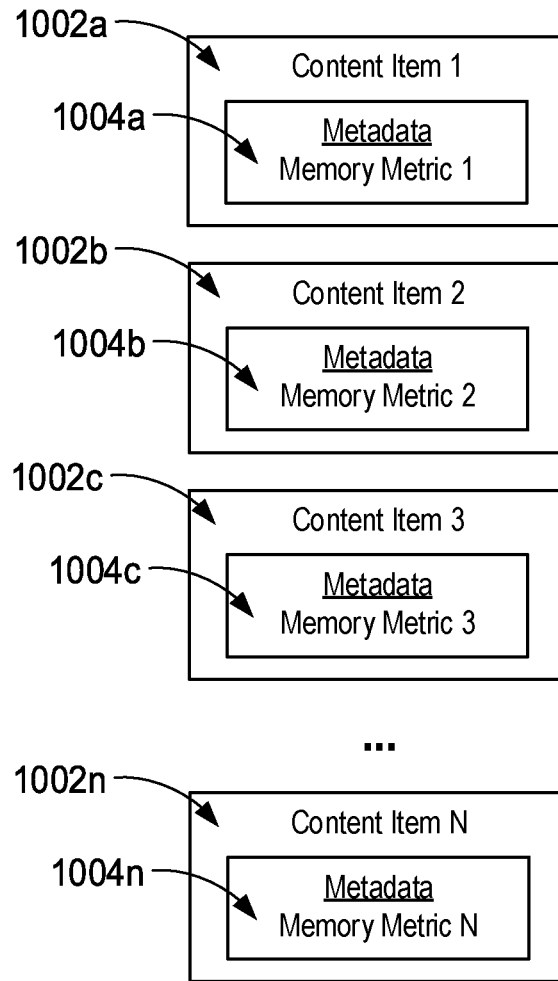 1002a
Content Item 1
1004a
Metadata
Memory Metric 1
1002b
Content Item 2
1004b
Metadata
Memory Metric 2
1002c
Content Item 3
1004c
Metadata
Memory Metric 3
...
1002n
Content Item N
1004n
Metadata
Memory Metric N